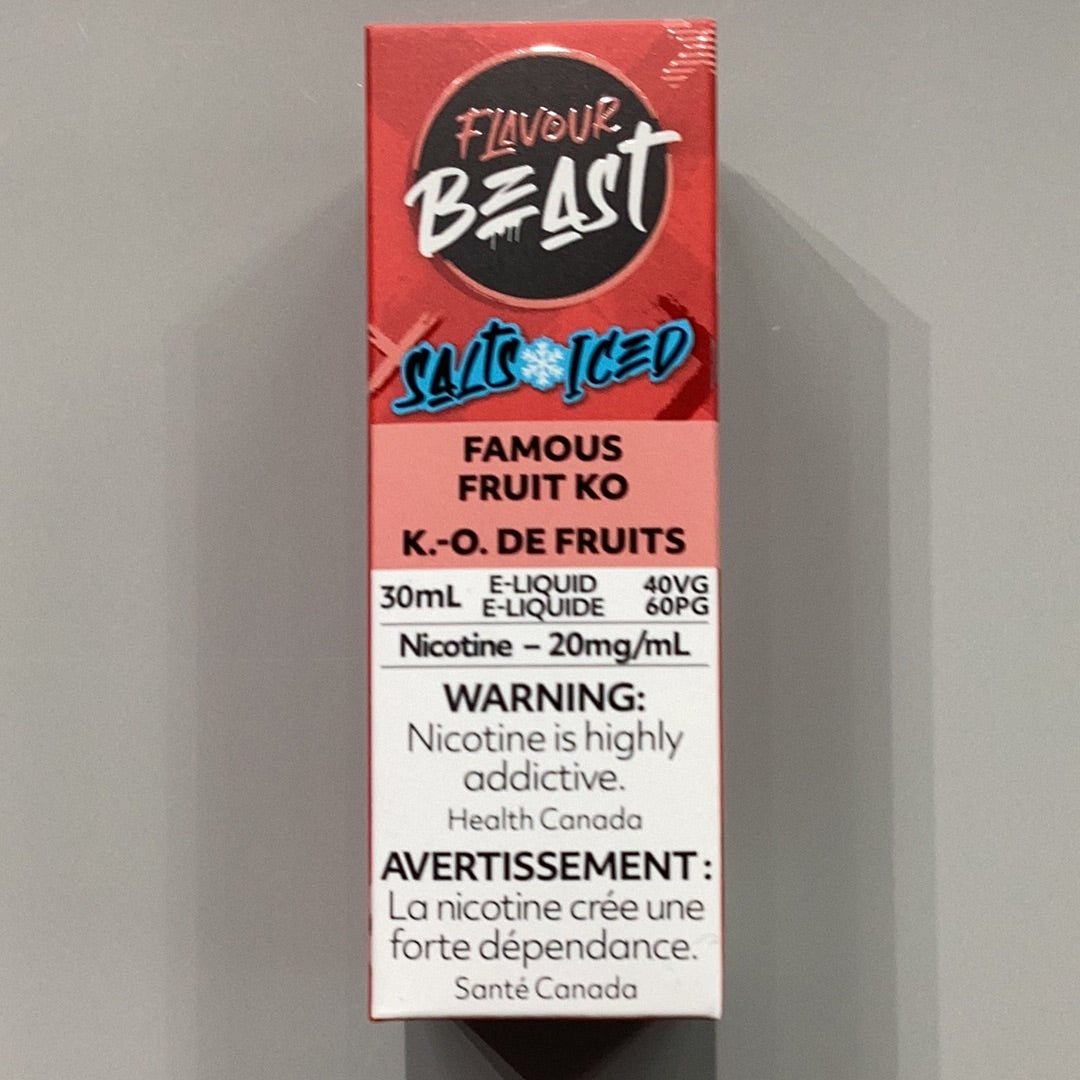 FLAVOUR
BEAST
SALTS ICED
FAMOUS
FRUIT KO
K.-O. DE FRUITS
30mL E-LIQUID 40VG
E-LIQUIDE 60PG
Nicotine – 20mg/mL
WARNING:
Nicotine is highly
addictive.
Health Canada
AVERTISSEMENT :
La nicotine crée une
forte dépendance.
Santé Canada